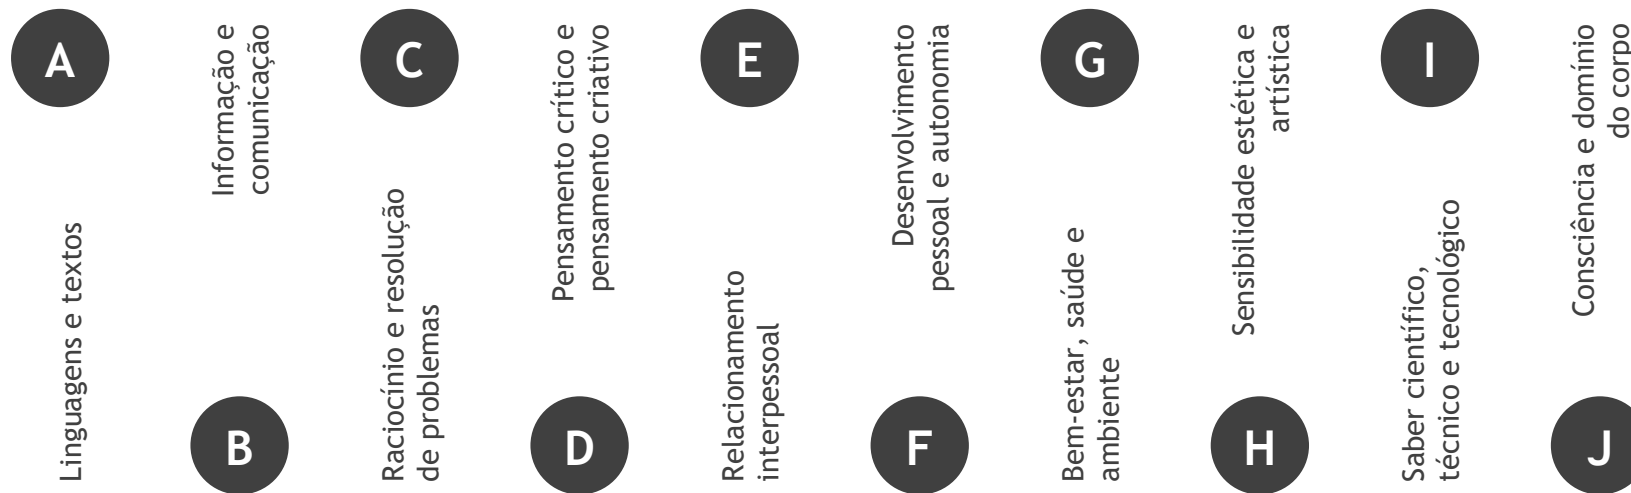 A
Linguagens e textos
B
Informação e
comunicação
C
Raciocínio e resolução
de problemas
D
Pensamento crítico e
pensamento criativo
E
Relacionamento
interpessoal
F
Desenvolvimento
pessoal e autonomia
G
Bem-estar, saúde e
ambiente
H
Sensibilidade estética e
artística
I
Saber científico,
técnico e tecnológico
J
Consciência e domínio
do corpo